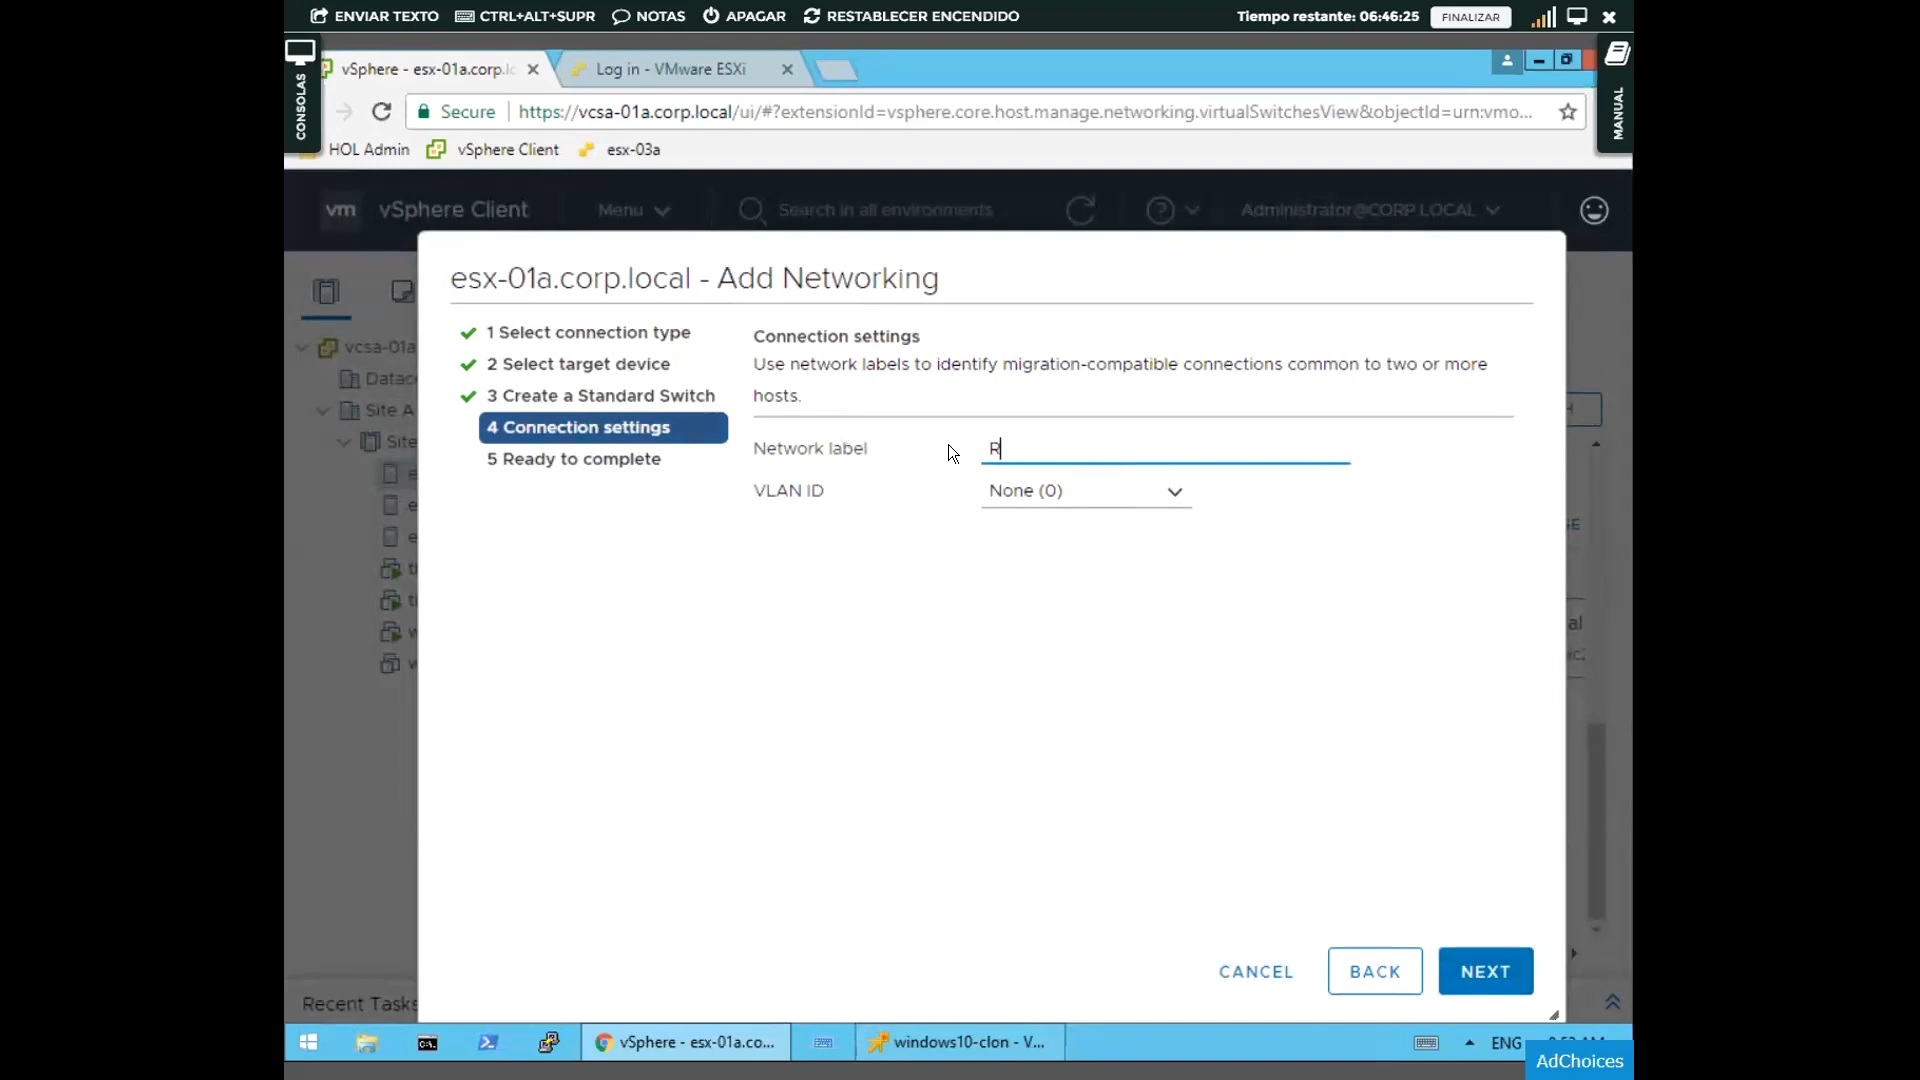 ENVIAR TEXTO CTRL+ALT+SUPR NOTAS APAGAR RESTABLECER ENCENDIDO Tiempo restante: 06:46:25 FINALIZAR
CONSOLAS
MANUAL
vSphere - esx-01a.corp.lc Log in - VMware ESXi
Secure https://vcsa-01a.corp.local/ui/#?extensionId=vsphere.core.host.manage.networking.virtualSwitchesView&objectId=urn:vmo...
HOL Admin vSphere Client esx-03a
vm vSphere Client Menu Search in all environments Administrator@CORP.LOCAL
esx-01a.corp.local - Add Networking
1 Select connection type
2 Select target device
3 Create a Standard Switch
4 Connection settings
5 Ready to complete
Connection settings
Use network labels to identify migration-compatible connections common to two or more
hosts.
Network label R
VLAN ID None (0)
vcsa-01a
Datac
Site A
Site
CANCEL BACK NEXT
Recent Tasks
vSphere - esx-01a.co... windows10-clon - V... ENG
AdChoices